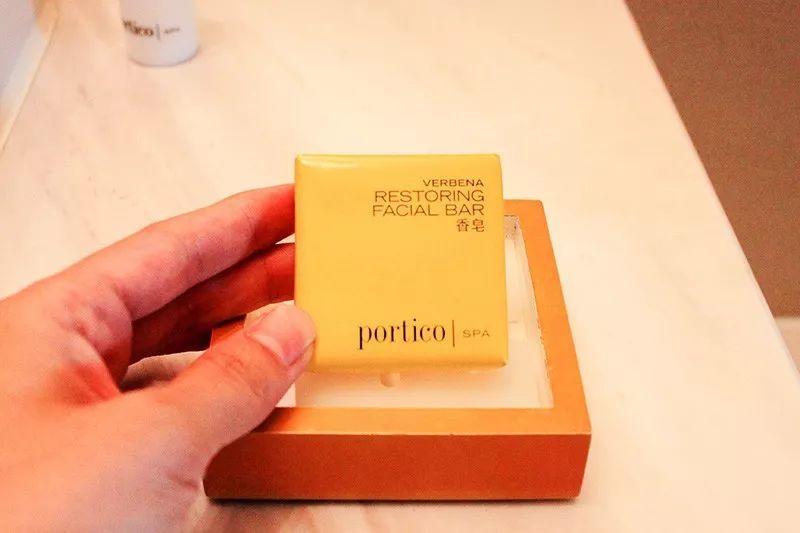 VERBENA
RESTORING
FACIAL BAR
香皂
portico | SPA